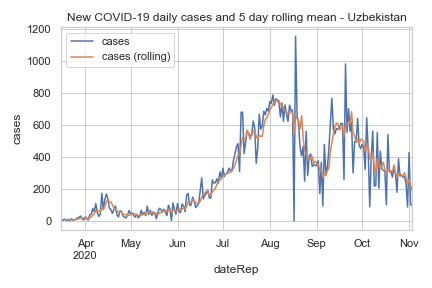 New COVID-19 daily cases and 5 day rolling mean - Uzbekistan
1200
1000
800
600
400
200
0
cases
cases
cases (rolling)
Apr
2020
May
Jun
Jul
Aug
Sep
Oct
Nov
dateRep